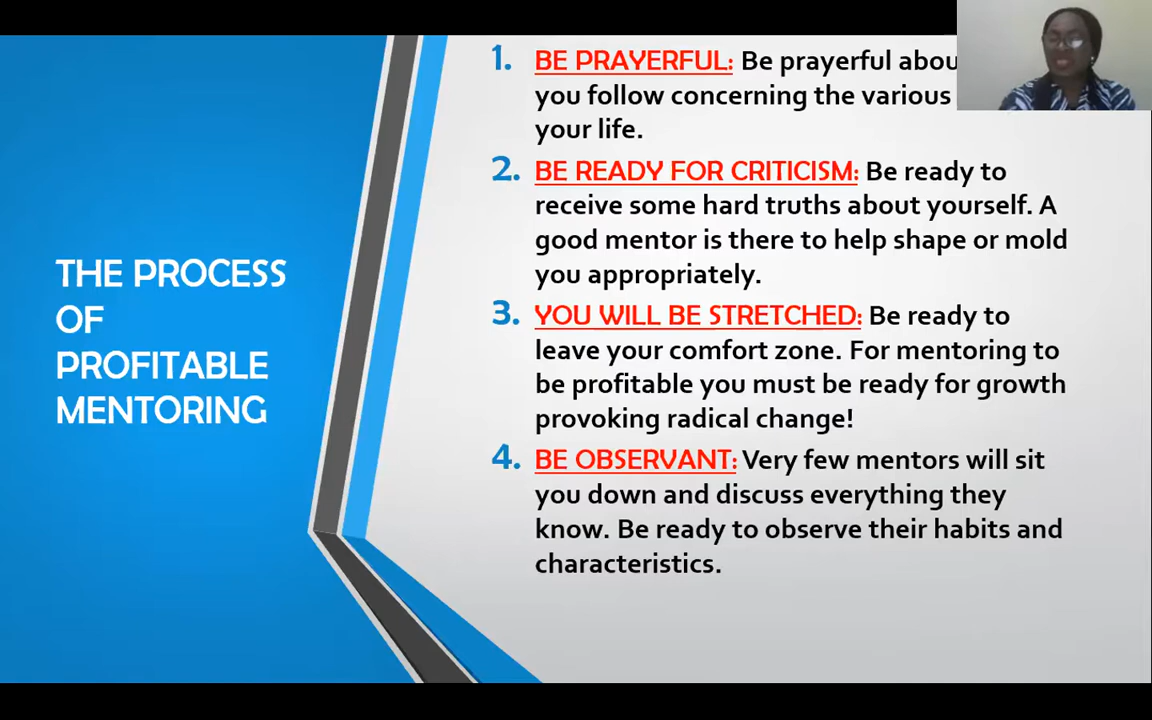 THE PROCESS
OF
PROFITABLE
MENTORING
1. BE PRAYERFUL: Be prayerful
you follow concerning the various
your life.
2. BE READY FOR CRITICISM: Be ready to
receive some hard truths about yourself. A
good mentor is there to help shape or mold
you appropriately.
3. YOU WILL BE STRETCHED: Be ready to
leave your comfort zone. For mentoring to
be profitable you must be ready for growth
provoking radical change!
4. BE OBSERVANT: Very few mentors will sit
you down and discuss everything they
know. Be ready to observe their habits and
characteristics.